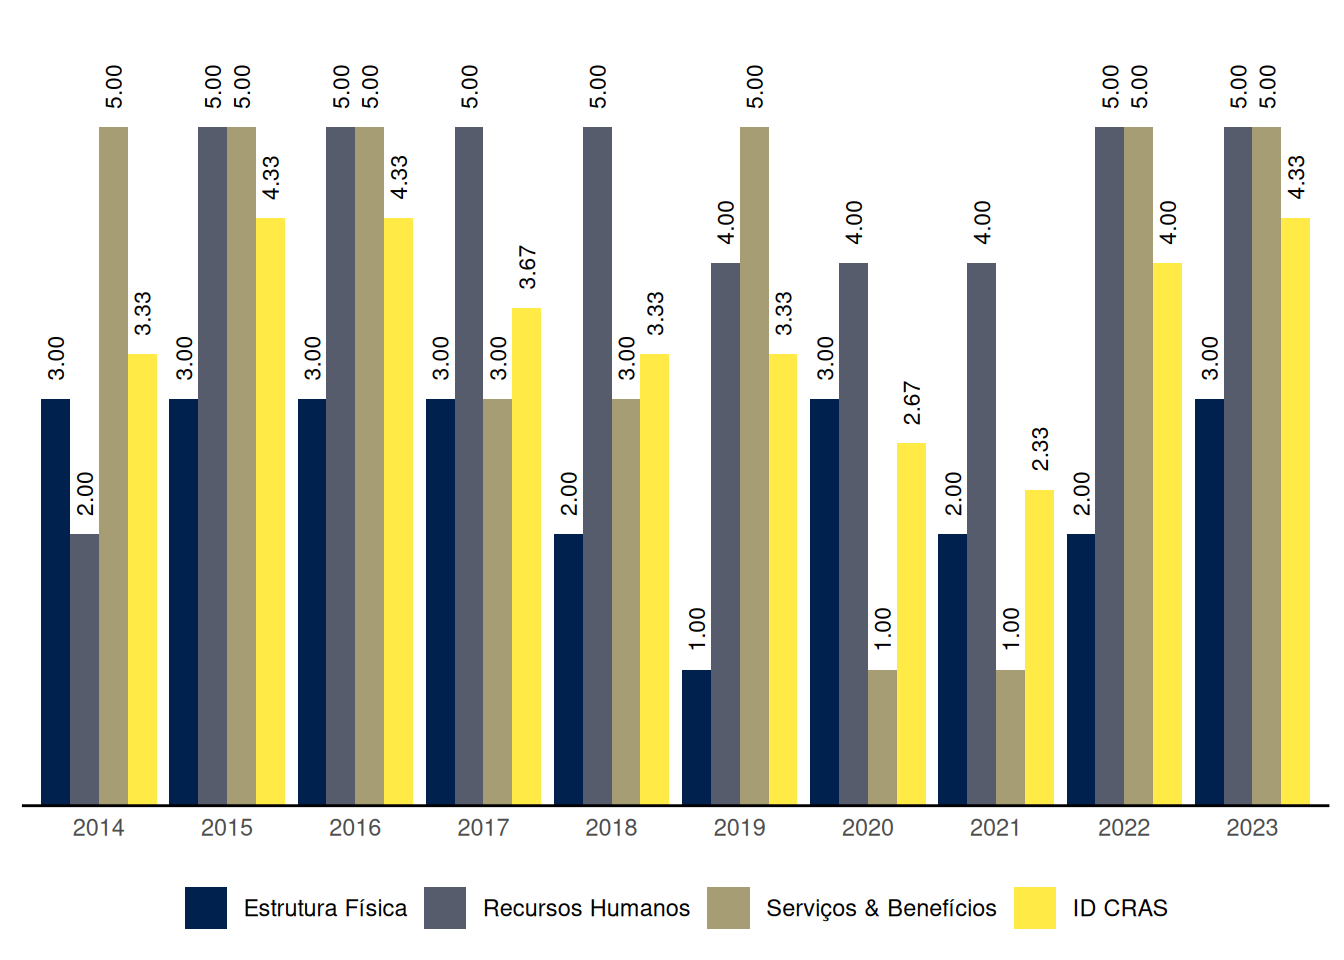 3.00 2.00 5.00 3.33
3.00 5.00 5.00 4.33
3.00 5.00 5.00 4.33
3.00 5.00 3.00 3.67
2.00 5.00 3.00 3.33
1.00 4.00 5.00 3.33
3.00 4.00 1.00 2.67
2.00 4.00 1.00 2.33
2.00 5.00 5.00 4.00
3.00 5.00 5.00 4.33
2014 2015 2016 2017 2018 2019 2020 2021 2022 2023
Estrutura Física Recursos Humanos Serviços & Benefícios ID CRAS